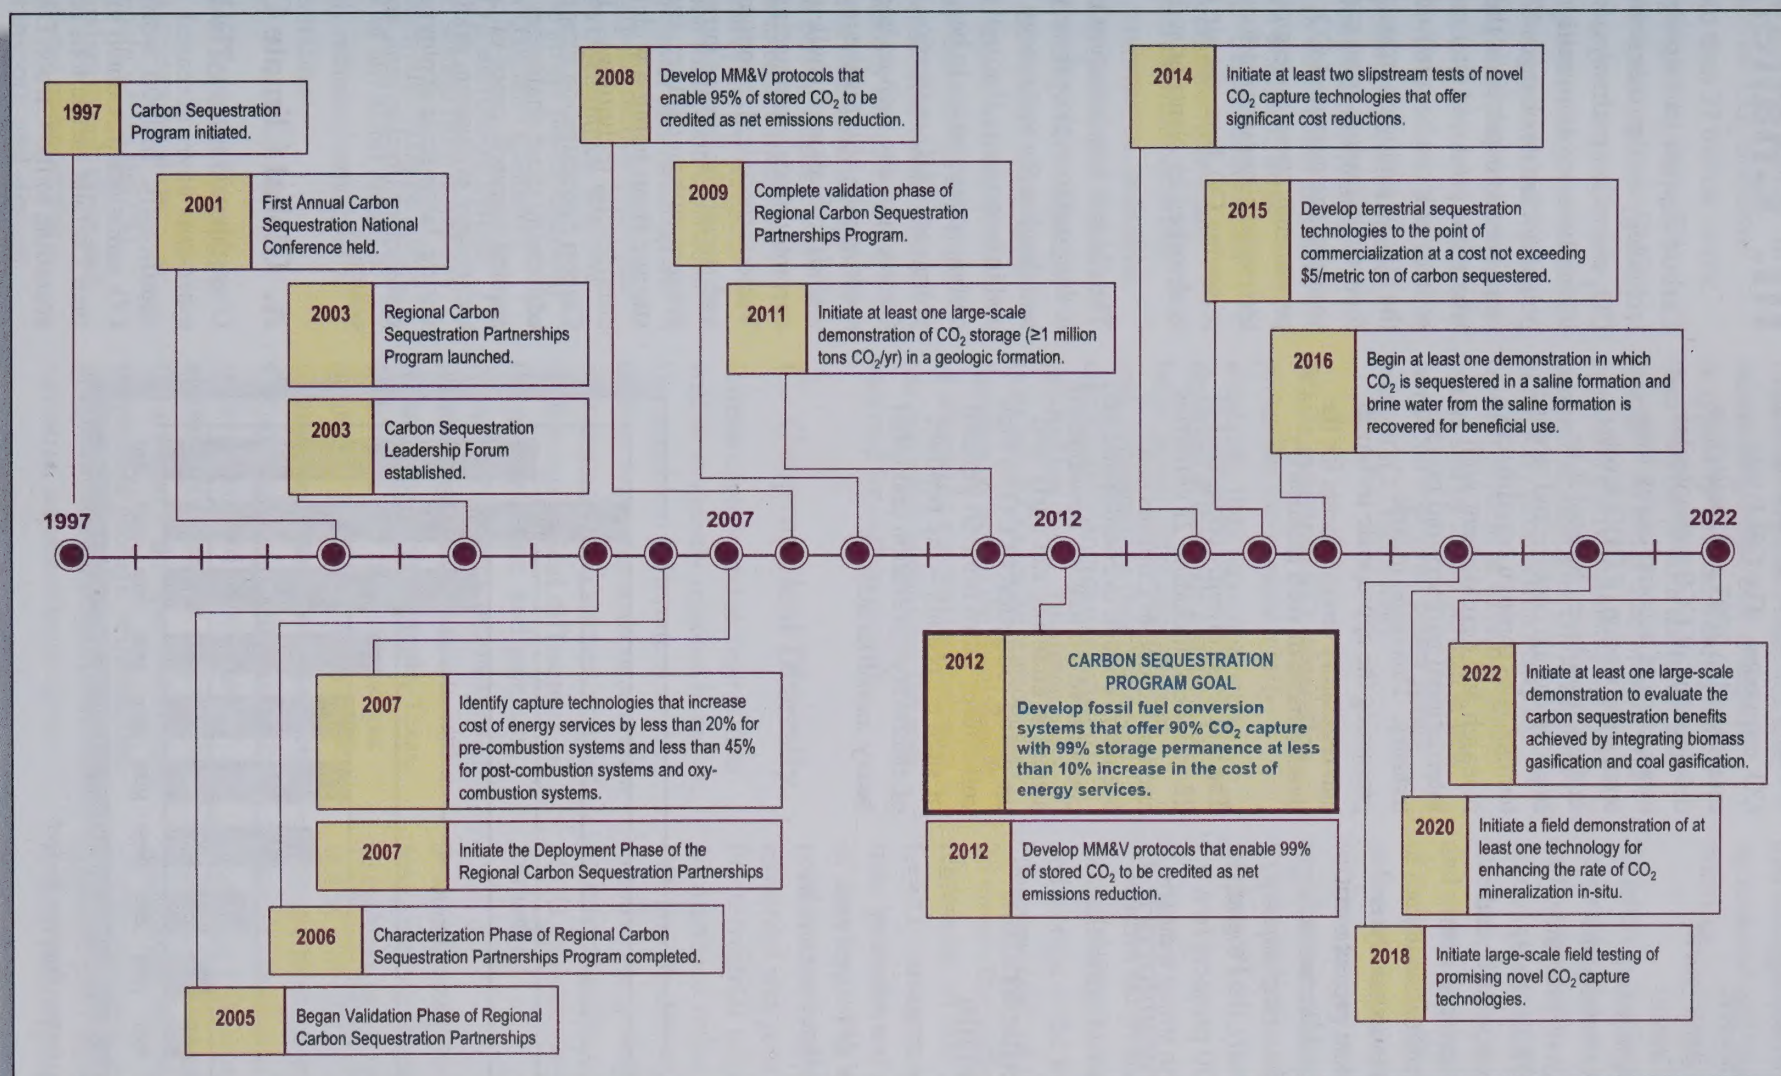 1997
Carbon Sequestration
Program initiated.
2001
First Annual Carbon
Sequestration National
Conference held.
2003
Regional Carbon
Sequestration Partnerships
Program launched.
2003
Carbon Sequestration
Leadership Forum
established.
2008
Develop MM&V protocols that
enable 95% of stored CO₂ to be
credited as net emissions reduction.
2009
Complete validation phase of
Regional Carbon Sequestration
Partnerships Program.
2011
Initiate at least one large-scale
demonstration of CO₂ storage (≥1 million
tons CO₂/yr) in a geologic formation.
2014
Initiate at least two slipstream tests of novel
CO₂ capture technologies that offer
significant cost reductions.
2015
Develop terrestrial sequestration
technologies to the point of
commercialization at a cost not exceeding
$5/metric ton of carbon sequestered.
2016
Begin at least one demonstration in which
CO₂ is sequestered in a saline formation and
brine water from the saline formation is
recovered for beneficial use.
1997
2007
2012
2022
2007
Identify capture technologies that increase
cost of energy services by less than 20% for
pre-combustion systems and less than 45%
for post-combustion systems and oxy-
combustion systems.
2007
Initiate the Deployment Phase of the
Regional Carbon Sequestration Partnerships
2006
Characterization Phase of Regional Carbon
Sequestration Partnerships Program completed.
2005
Began Validation Phase of Regional
Carbon Sequestration Partnerships
2012
CARBON SEQUESTRATION
PROGRAM GOAL
Develop fossil fuel conversion
systems that offer 90% CO₂ capture
with 99% storage permanence at less
than 10% increase in the cost of
energy services.
2012
Develop MM&V protocols that enable 99%
of stored CO₂ to be credited as net
emissions reduction.
2022
Initiate at least one large-scale
demonstration to evaluate the
carbon sequestration benefits
achieved by integrating biomass
gasification and coal gasification.
2020
Initiate a field demonstration of at
least one technology for
enhancing the rate of CO₂
mineralization in-situ.
2018
Initiate large-scale field testing of
promising novel CO₂ capture
technologies.